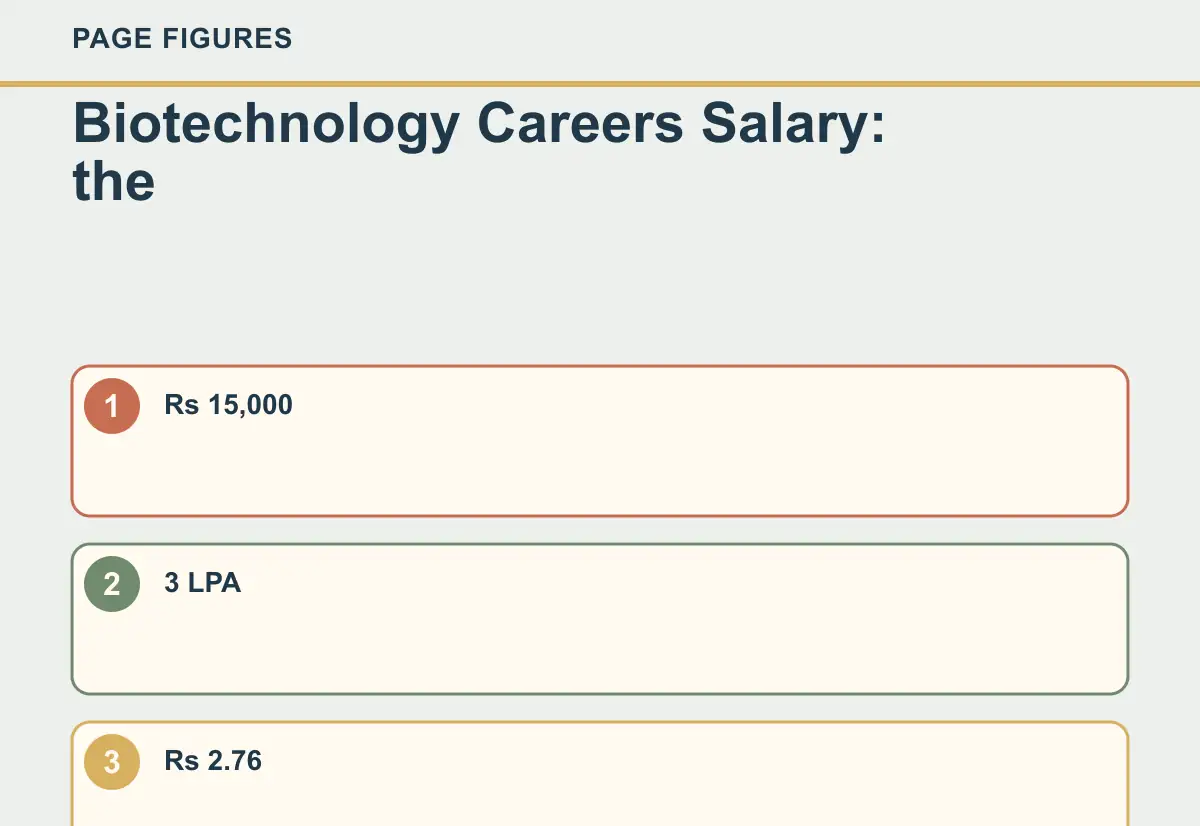 PAGE FIGURES
Biotechnology Careers Salary:
the
1
Rs 15,000
2
3 LPA
3
Rs 2.76